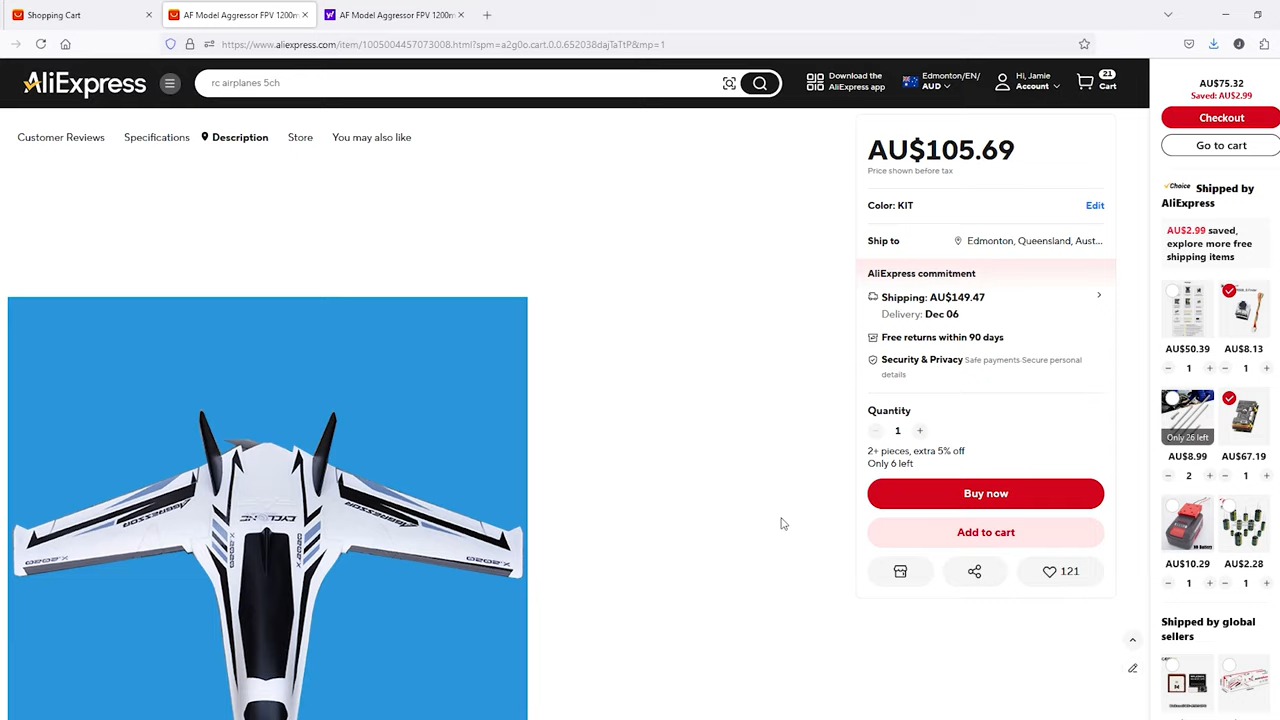 Shopping Cart
AF Model Aggressor FPV 1200m
AF Model Aggressor FPV 1200m
https://www.aliexpress.com/item/1005004457073008.html?spm=a2g0o.cart.0.0.652038dajTaTtP&mp=1
AliExpress
rc airplanes 5ch
Download the
AliExpress app
Edmonton/EN/
AUD
Hi, Jamie
Account
21
Cart
Customer Reviews
Specifications
Description
Store
You may also like
AU$105.69
Price shown before tax
Color: KIT
Edit
Ship to
Edmonton, Queensland, Aust...
AliExpress commitment
Shipping: AU$149.47
Delivery: Dec 06
Free returns within 90 days
Security & Privacy Safe payments·Secure personal
details
Quantity
1
2+ pieces, extra 5% off
Only 6 left
Buy now
Add to cart
121
AU$75.32
Saved: AU$2.99
Checkout
Go to cart
Choice Shipped by
AliExpress
AU$2.99 saved,
explore more free
shipping items
AU$50.39
AU$8.13
1
1
Only 26 left
AU$8.99
AU$67.19
2
1
AU$10.29
AU$2.28
1
1
Shipped by global
sellers
AGGRESSOR
AGGRESSOR
CYCLONE
X-2020
X-2020